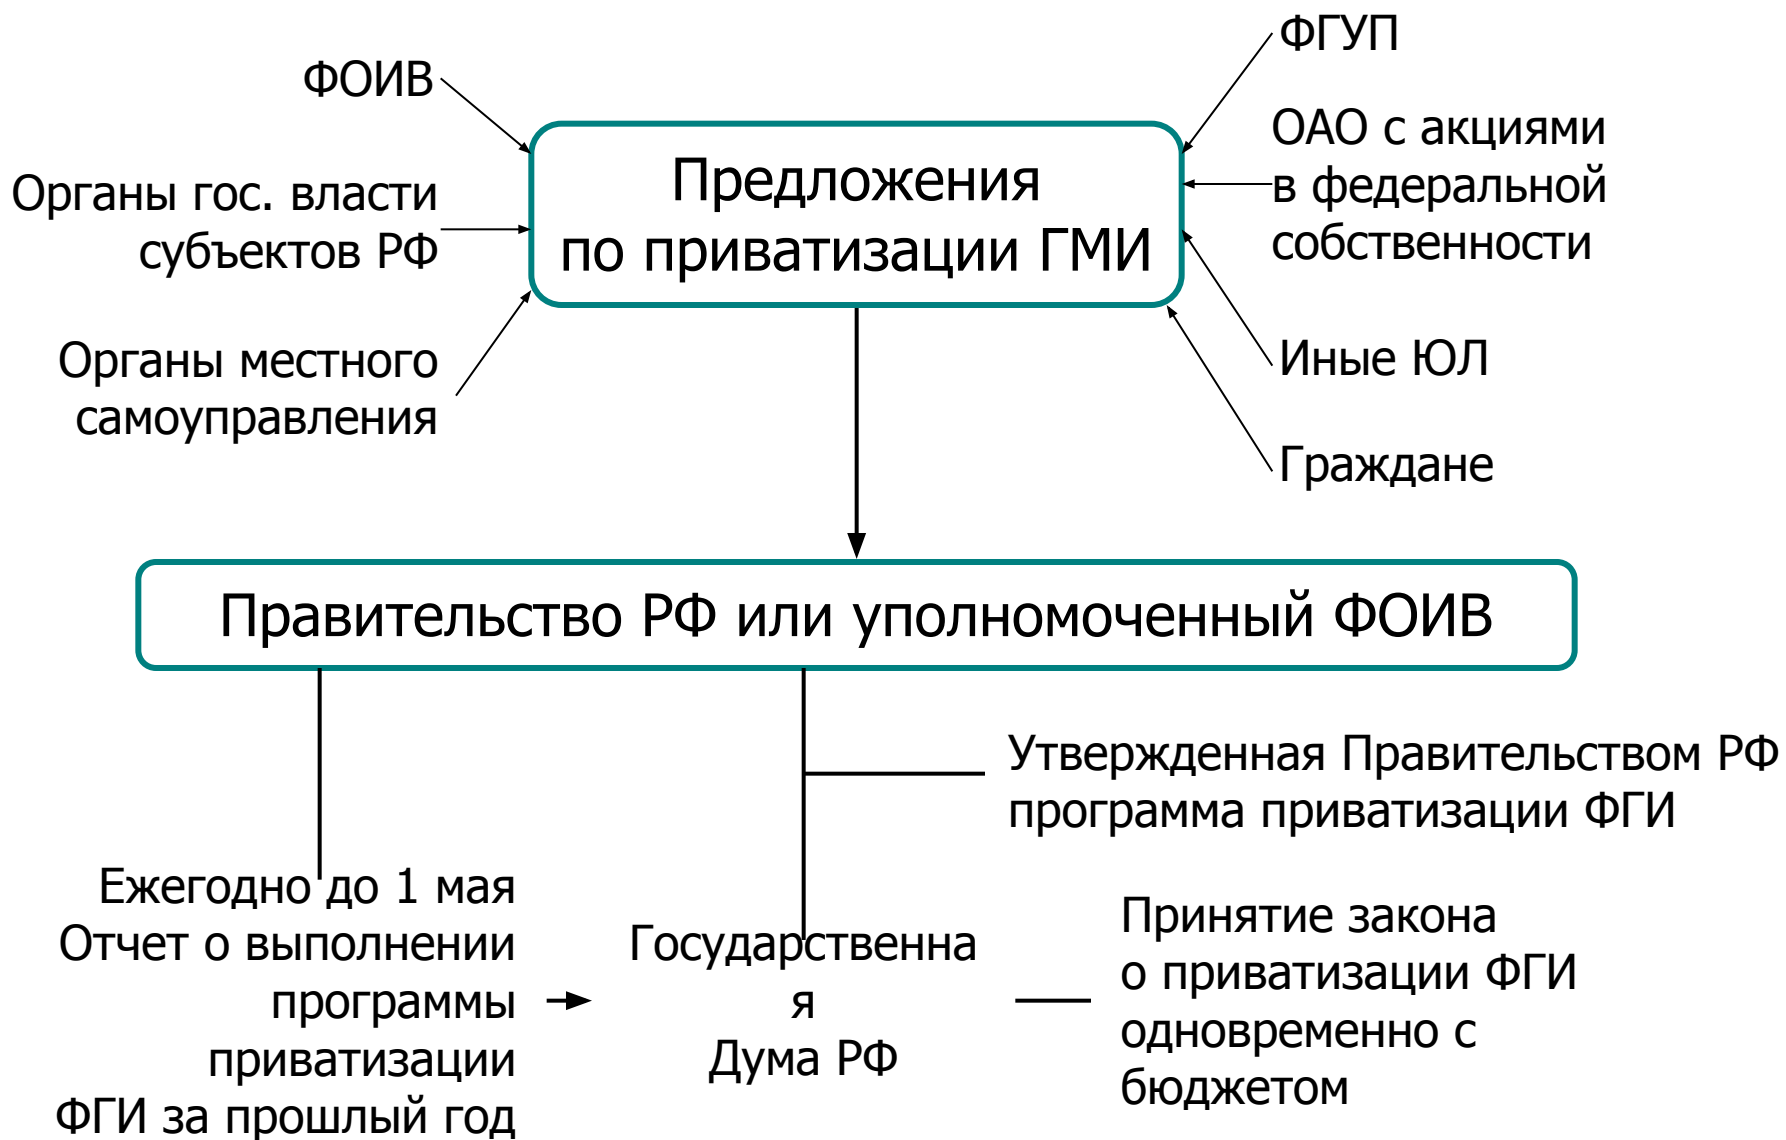 ФГУП
ФОИВ
ОАО с акциями
в федеральной
собственности
Предложения
по приватизации ГМИ
Органы гос. власти
субъектов РФ
Органы местного
самоуправления
Иные ЮЛ
Граждане
Правительство РФ или уполномоченный ФОИВ
Утвержденная Правительством РФ
программа приватизации ФГИ
Ежегодно до 1 мая
Отчет о выполнении
программы
приватизации
ФГИ за прошлый год
Государственна
я
Дума РФ
Принятие закона
о приватизации ФГИ
одновременно с
бюджетом